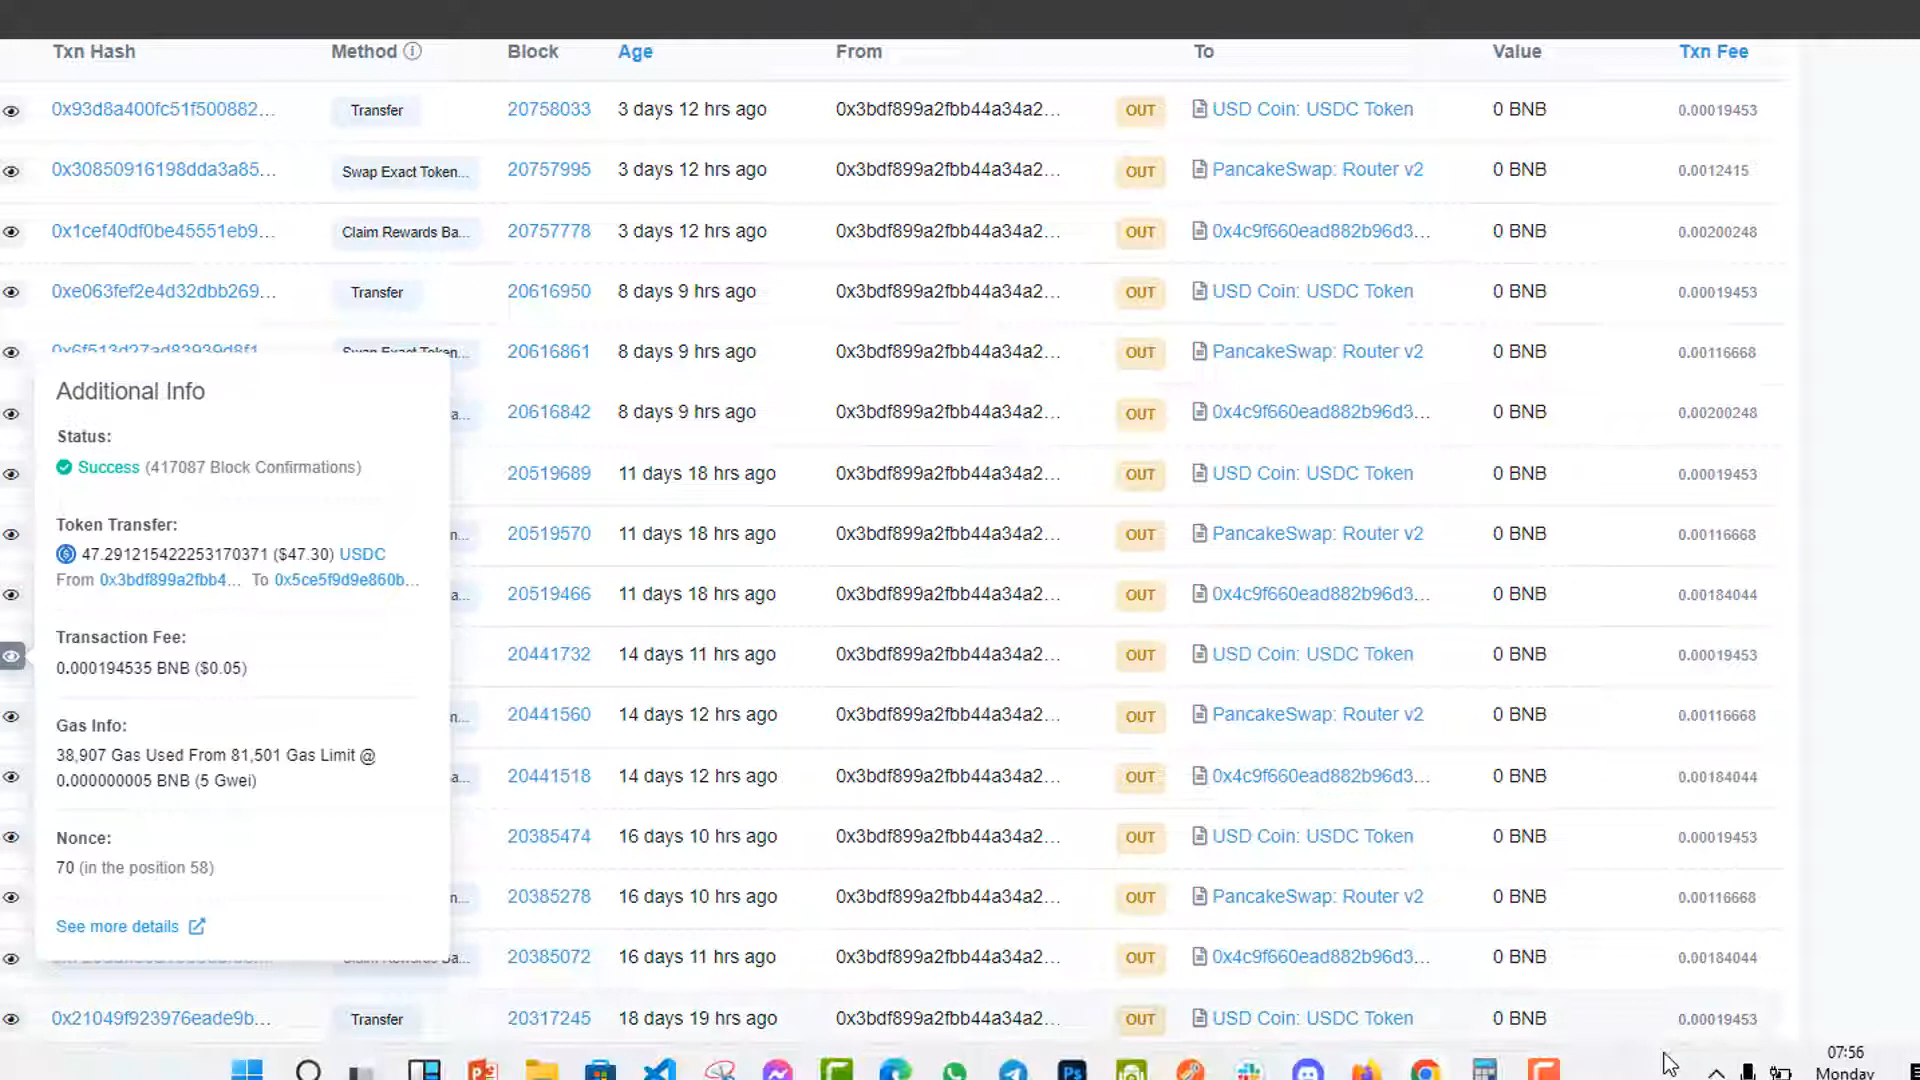 Txn Hash Method Block Age From To Value Txn Fee
0x93d8a400fc51f500882... Transfer 20758033 3 days 12 hrs ago 0x3bdf899a2fbb44a34a2... OUT USD Coin: USDC Token 0 BNB 0.00019453
0x30850916198dda3a85... Swap Exact Token... 20757995 3 days 12 hrs ago 0x3bdf899a2fbb44a34a2... OUT PancakeSwap: Router v2 0 BNB 0.0012415
0x1cef40df0be45551eb9... Claim Rewards Ba... 20757778 3 days 12 hrs ago 0x3bdf899a2fbb44a34a2... OUT 0x4c9f660ead882b96d3... 0 BNB 0.00200248
0xe063fef2e4d32dbb269... Transfer 20616950 8 days 9 hrs ago 0x3bdf899a2fbb44a34a2... OUT USD Coin: USDC Token 0 BNB 0.00019453
Swap Exact Token... 20616861 8 days 9 hrs ago 0x3bdf899a2fbb44a34a2... OUT PancakeSwap: Router v2 0 BNB 0.00116668
a... 20616842 8 days 9 hrs ago 0x3bdf899a2fbb44a34a2... OUT 0x4c9f660ead882b96d3... 0 BNB 0.00200248
20519689 11 days 18 hrs ago 0x3bdf899a2fbb44a34a2... OUT USD Coin: USDC Token 0 BNB 0.00019453
n... 20519570 11 days 18 hrs ago 0x3bdf899a2fbb44a34a2... OUT PancakeSwap: Router v2 0 BNB 0.00116668
a... 20519466 11 days 18 hrs ago 0x3bdf899a2fbb44a34a2... OUT 0x4c9f660ead882b96d3... 0 BNB 0.00184044
20441732 14 days 11 hrs ago 0x3bdf899a2fbb44a34a2... OUT USD Coin: USDC Token 0 BNB 0.00019453
n... 20441560 14 days 12 hrs ago 0x3bdf899a2fbb44a34a2... OUT PancakeSwap: Router v2 0 BNB 0.00116668
a... 20441518 14 days 12 hrs ago 0x3bdf899a2fbb44a34a2... OUT 0x4c9f660ead882b96d3... 0 BNB 0.00184044
20385474 16 days 10 hrs ago 0x3bdf899a2fbb44a34a2... OUT USD Coin: USDC Token 0 BNB 0.00019453
n... 20385278 16 days 10 hrs ago 0x3bdf899a2fbb44a34a2... OUT PancakeSwap: Router v2 0 BNB 0.00116668
a... 20385072 16 days 11 hrs ago 0x3bdf899a2fbb44a34a2... OUT 0x4c9f660ead882b96d3... 0 BNB 0.00184044
0x21049f923976eade9b... Transfer 20317245 18 days 19 hrs ago 0x3bdf899a2fbb44a34a2... OUT USD Coin: USDC Token 0 BNB 0.00019453
Additional Info
Status:
Success (417087 Block Confirmations)
Token Transfer:
47.291215422253170371 ($47.30) USDC
From 0x3bdf899a2fbb4... To 0x5ce5f9d9e860b...
Transaction Fee:
0.000194535 BNB ($0.05)
Gas Info:
38,907 Gas Used From 81,501 Gas Limit @
0.000000005 BNB (5 Gwei)
Nonce:
70 (in the position 58)
See more details
Ps
07:56
Monday